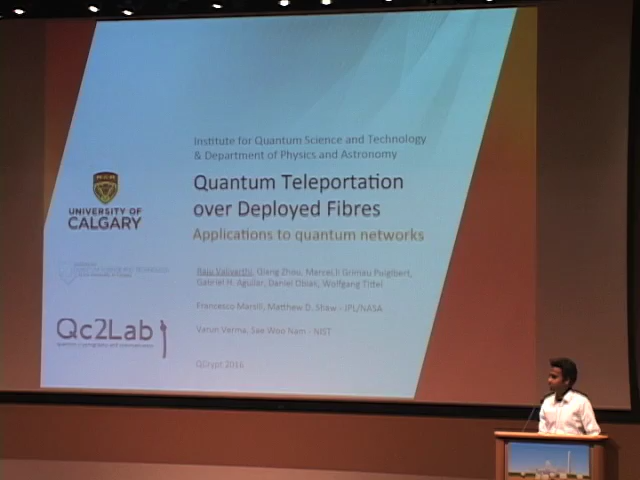 Institute for Quantum Science and Technology
& Department of Physics and Astronomy
Quantum Teleportation
over Deployed Fibres
Applications to quantum networks
UNIVERSITY OF
CALGARY
Raju Valivarthi, Qiang Zhou, Marcel.li Grimau Puigibert,
Gabriel H. Aguilar, Daniel Oblak, Wolfgang Tittel
Francesco Marsili, Matthew D. Shaw - JPL/NASA
Varun Verma, Sae Woo Nam - NIST
Qc2Lab
QCrypt 2016